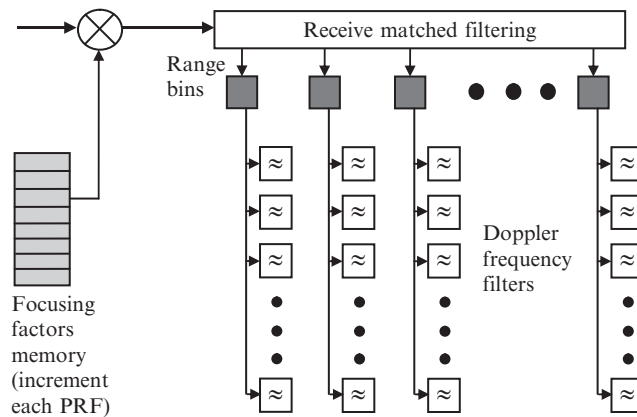 Receive matched filtering
Range
bins
≈ ≈ ≈ ≈
≈ ≈ ≈ ≈
≈ ≈ ≈ ≈
Doppler
frequency
filters
Focusing
factors
memory
(increment
each PRF)
≈ ≈ ≈ ≈